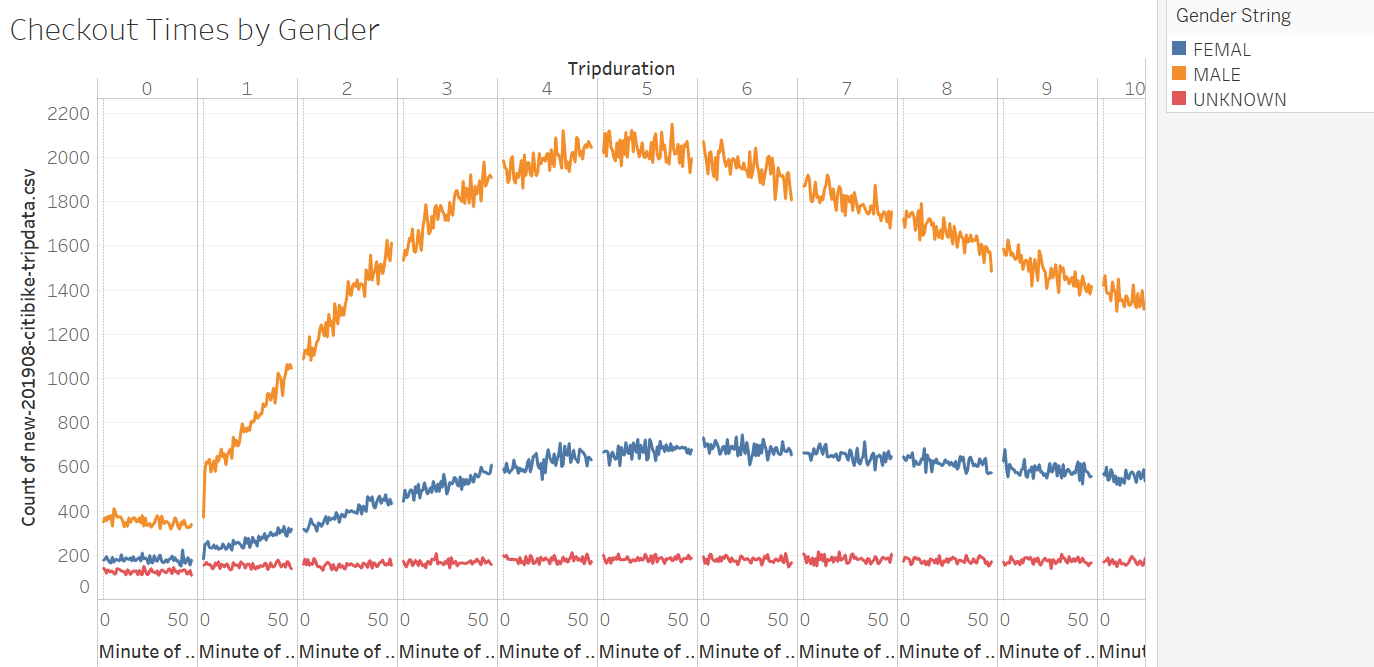 Checkout Times by Gender
Gender String
FEMAL
MALE
UNKNOWN
Tripduration
0 1 2 3 4 5 6 7 8 9 10
Count of new-201908-citibike-tripdata.csv
2200
2000
1800
1600
1400
1200
1000
800
600
400
200
0
0 50 0 50 0 50 0 50 0 50 0 50 0 50 0 50 0 50 0 50 0
Minute of .. Minute of .. Minute of .. Minute of .. Minute of .. Minute of .. Minute of .. Minute of .. Minute of .. Minute of .. Minut